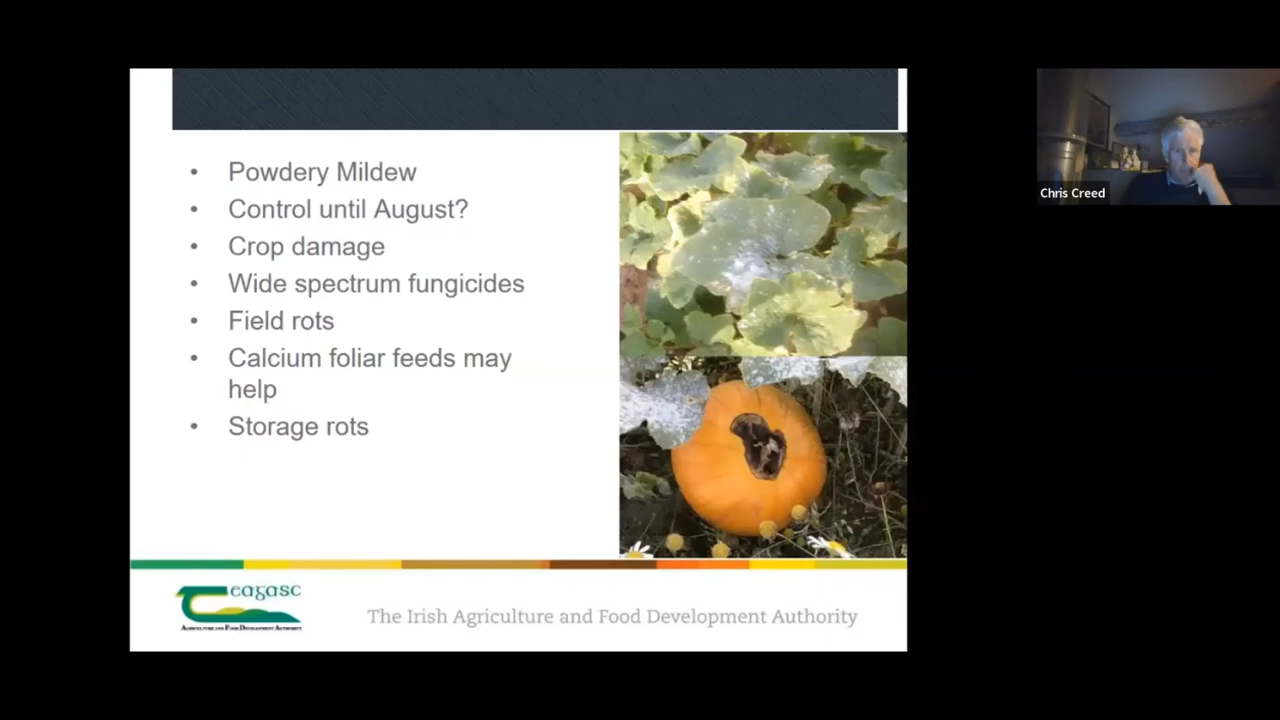 • Powdery Mildew
• Control until August?
• Crop damage
• Wide spectrum fungicides
• Field rots
• Calcium foliar feeds may
help
• Storage rots
Chris Creed
Teagasc
AGRICULTURE AND FOOD DEVELOPMENT AUTHORITY
The Irish Agriculture and Food Development Authority